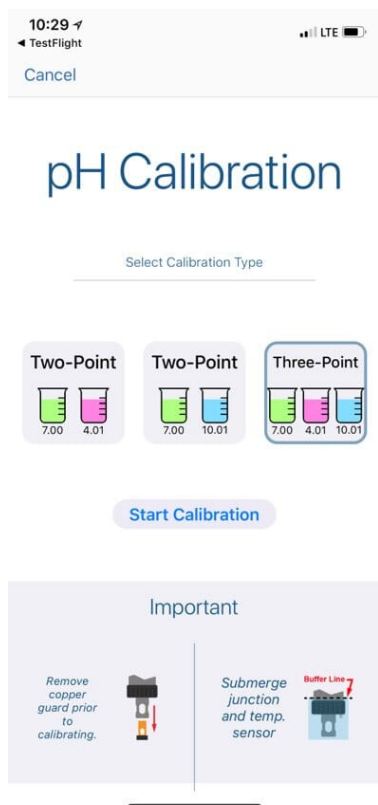 10:29
TestFlight
LTE
Cancel
pH Calibration
Select Calibration Type
Two-Point
7.00 4.01
Two-Point
7.00 10.01
Three-Point
7.00 4.01 10.01
Start Calibration
Important
Remove
copper
guard prior
to
calibrating.
Submerge
junction
and temp.
sensor
Buffer Line